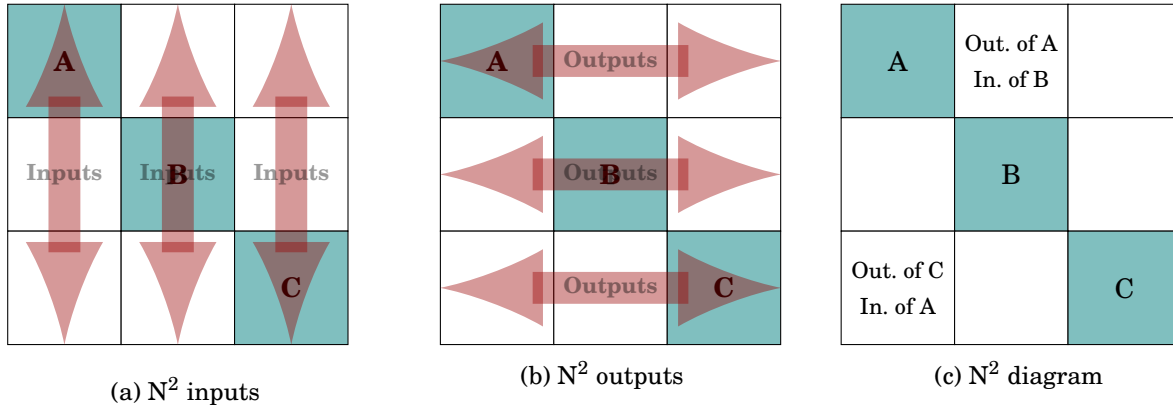 A
Inputs Inputs Inputs
B
C
(a) N² inputs
A Outputs
Outputs
B
Outputs C
(b) N² outputs
A
Out. of A
In. of B
B
Out. of C
In. of A
C
(c) N² diagram